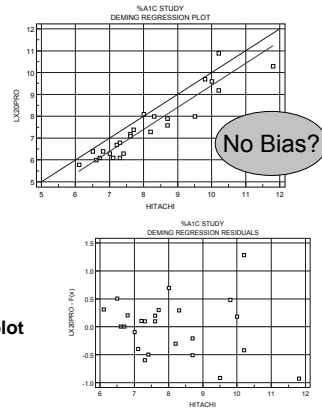 %A1C STUDY
DEMING REGRESSION PLOT
12
11
10
9
8
7
6
5
LX20PRO
5 6 7 8 9 10 11 12
HITACHI
No Bias?
%A1C STUDY
DEMING REGRESSION RESIDUALS
1.5
1.0
0.5
0.0
-0.5
-1.0
LX20PRO - F(x)
6 7 8 9 10 11 12
HITACHI
lot